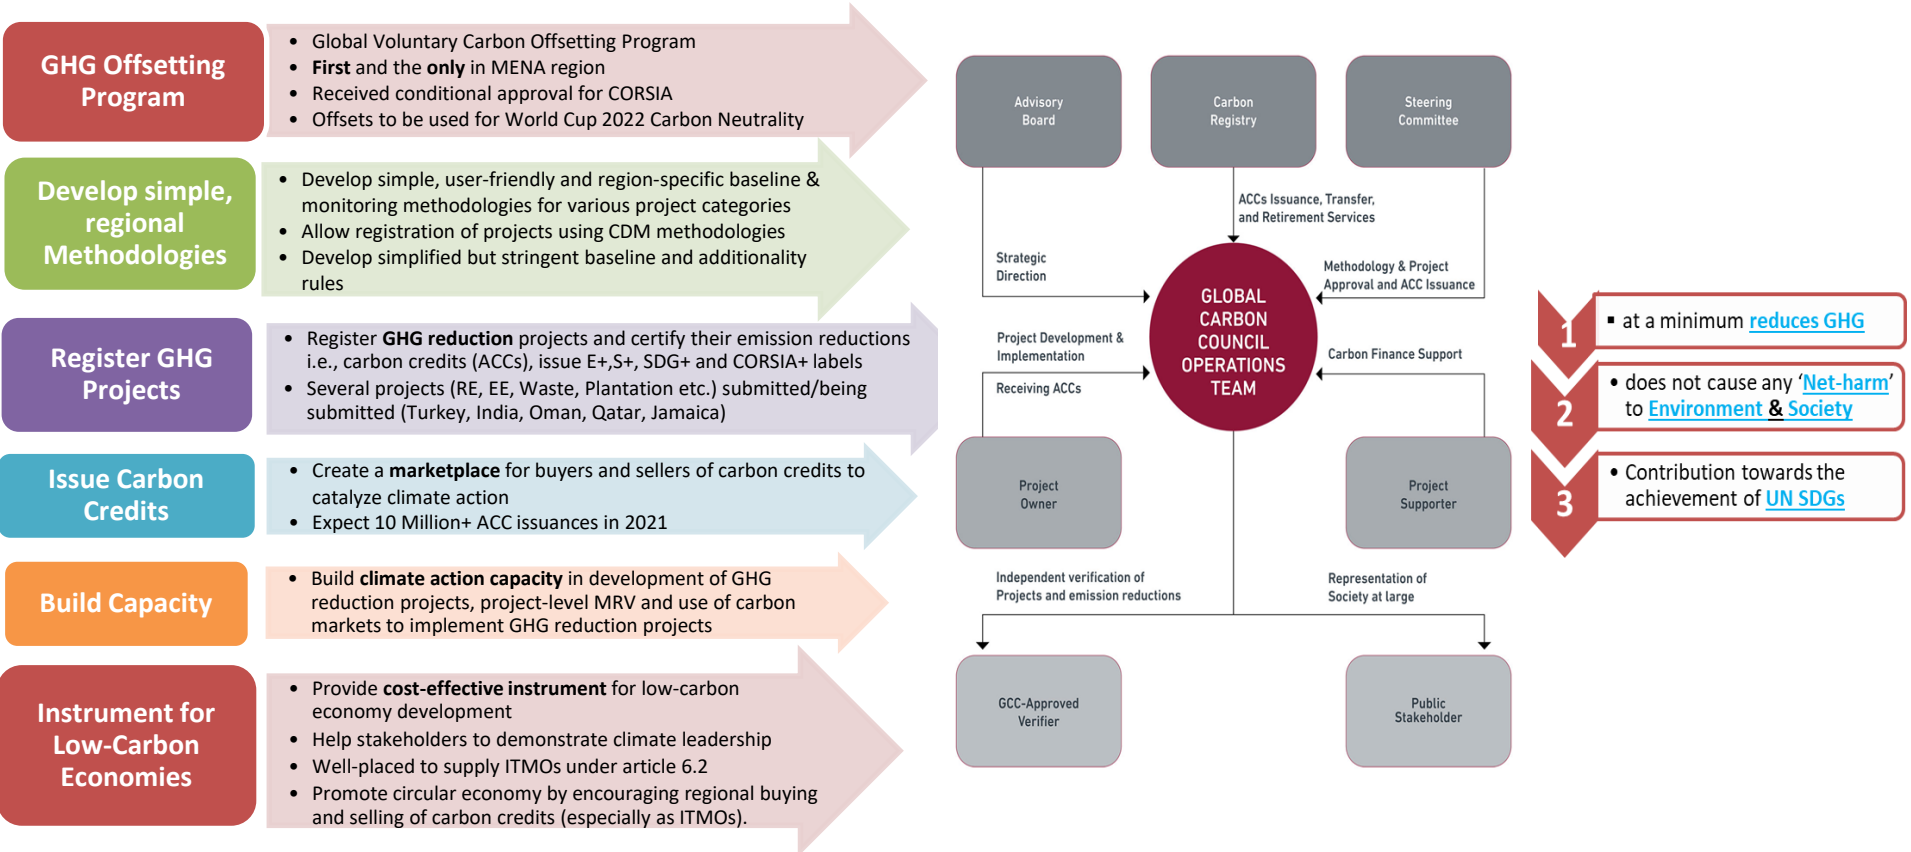 GHG Offsetting
Program
• Global Voluntary Carbon Offsetting Program
• First and the only in MENA region
• Received conditional approval for CORSIA
• Offsets to be used for World Cup 2022 Carbon Neutrality
Develop simple,
regional
Methodologies
• Develop simple, user-friendly and region-specific baseline &
monitoring methodologies for various project categories
• Allow registration of projects using CDM methodologies
• Develop simplified but stringent baseline and additionality
rules
Register GHG
Projects
• Register GHG reduction projects and certify their emission reductions
i.e., carbon credits (ACCs), issue E+,S+, SDG+ and CORSIA+ labels
• Several projects (RE, EE, Waste, Plantation etc.) submitted/being
submitted (Turkey, India, Oman, Qatar, Jamaica)
Issue Carbon
Credits
• Create a marketplace for buyers and sellers of carbon credits to
catalyze climate action
• Expect 10 Million+ ACC issuances in 2021
Build Capacity
• Build climate action capacity in development of GHG
reduction projects, project-level MRV and use of carbon
markets to implement GHG reduction projects
Instrument for
Low-Carbon
Economies
• Provide cost-effective instrument for low-carbon
economy development
• Help stakeholders to demonstrate climate leadership
• Well-placed to supply ITMOs under article 6.2
• Promote circular economy by encouraging regional buying
and selling of carbon credits (especially as ITMOs).
Advisory
Board
Carbon
Registry
Steering
Committee
ACCs Issuance, Transfer,
and Retirement Services
Strategic
Direction
Methodology & Project
Approval and ACC Issuance
GLOBAL
CARBON
COUNCIL
OPERATIONS
TEAM
Project Development &
Implementation
Receiving ACCs
Carbon Finance Support
Project
Owner
Project
Supporter
Independent verification of
Projects and emission reductions
Representation of
Society at large
GCC-Approved
Verifier
Public
Stakeholder
1
▪ at a minimum reduces GHG
2
• does not cause any ‘Net-harm’
to Environment & Society
3
• Contribution towards the
achievement of UN SDGs